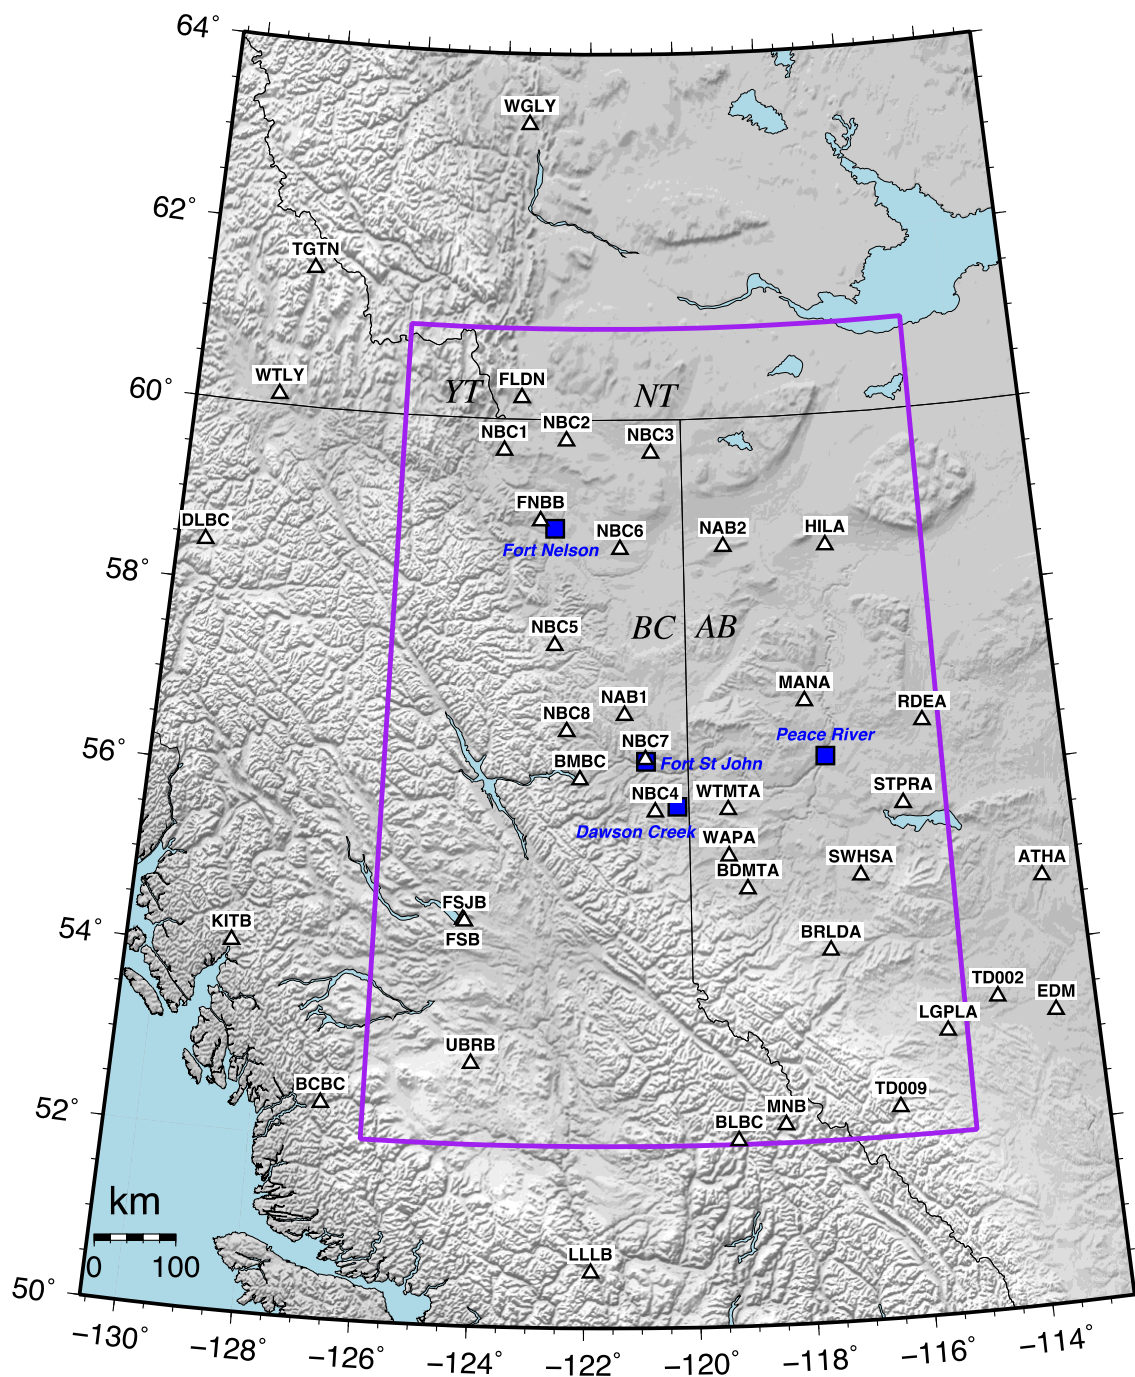 64°
WGLY
62°
TGTN
60°
WTLY
FLDN
YT
NT
NBC1
NBC2
NBC3
FNBB
DLBC
NBC6
NAB2
HILA
Fort Nelson
58°
NBC5
BC
AB
MANA
NAB1
RDEA
NBC8
Peace River
NBC7
56°
BMBC
Fort St John
STPRA
NBC4
WTMTA
Dawson Creek
WAPA
SWHSA
ATHA
BDMTA
FSJB
KITB
54°
FSB
BRLDA
TD002
EDM
LGPLA
UBRB
BCBC
TD009
52°
MNB
BLBC
km
LLLB
0 100
50°
−130° −128° −126° −124° −122° −120° −118° −116° −114°